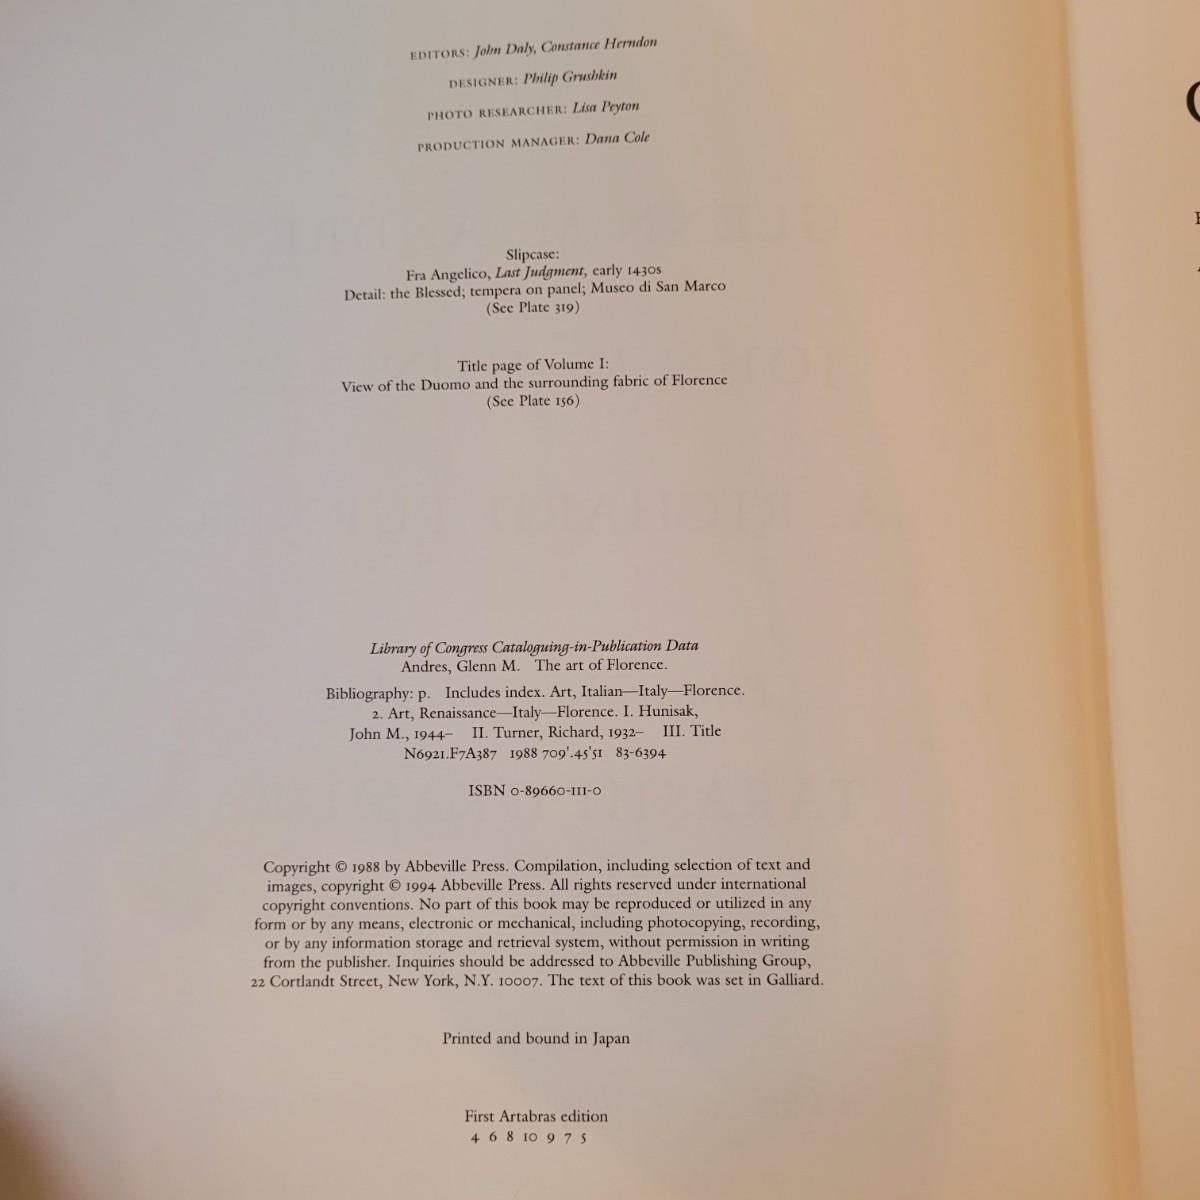 EDITORS: John Daly, Constance Herndon
DESIGNER: Philip Grushkin
PHOTO RESEARCHER: Lisa Peyton
PRODUCTION MANAGER: Dana Cole
Slipcase:
Fra Angelico, Last Judgment, early 1430s
Detail: the Blessed; tempera on panel; Museo di San Marco
(See Plate 319)
Title page of Volume I:
View of the Duomo and the surrounding fabric of Florence
(See Plate 156)
Library of Congress Cataloguing-in-Publication Data
Andres, Glenn M. The art of Florence.
Bibliography: p. Includes index. Art, Italian—Italy—Florence.
2. Art, Renaissance—Italy—Florence. I. Hunisak,
John M., 1944– II. Turner, Richard, 1932– III. Title
N6921.F7A387 1988 709'.45'51 83-6394
ISBN 0-89660-111-0
Copyright © 1988 by Abbeville Press. Compilation, including selection of text and
images, copyright © 1994 Abbeville Press. All rights reserved under international
copyright conventions. No part of this book may be reproduced or utilized in any
form or by any means, electronic or mechanical, including photocopying, recording,
or by any information storage and retrieval system, without permission in writing
from the publisher. Inquiries should be addressed to Abbeville Publishing Group,
22 Cortlandt Street, New York, N.Y. 10007. The text of this book was set in Galliard.
Printed and bound in Japan
First Artabras edition
4 6 8 10 9 7 5